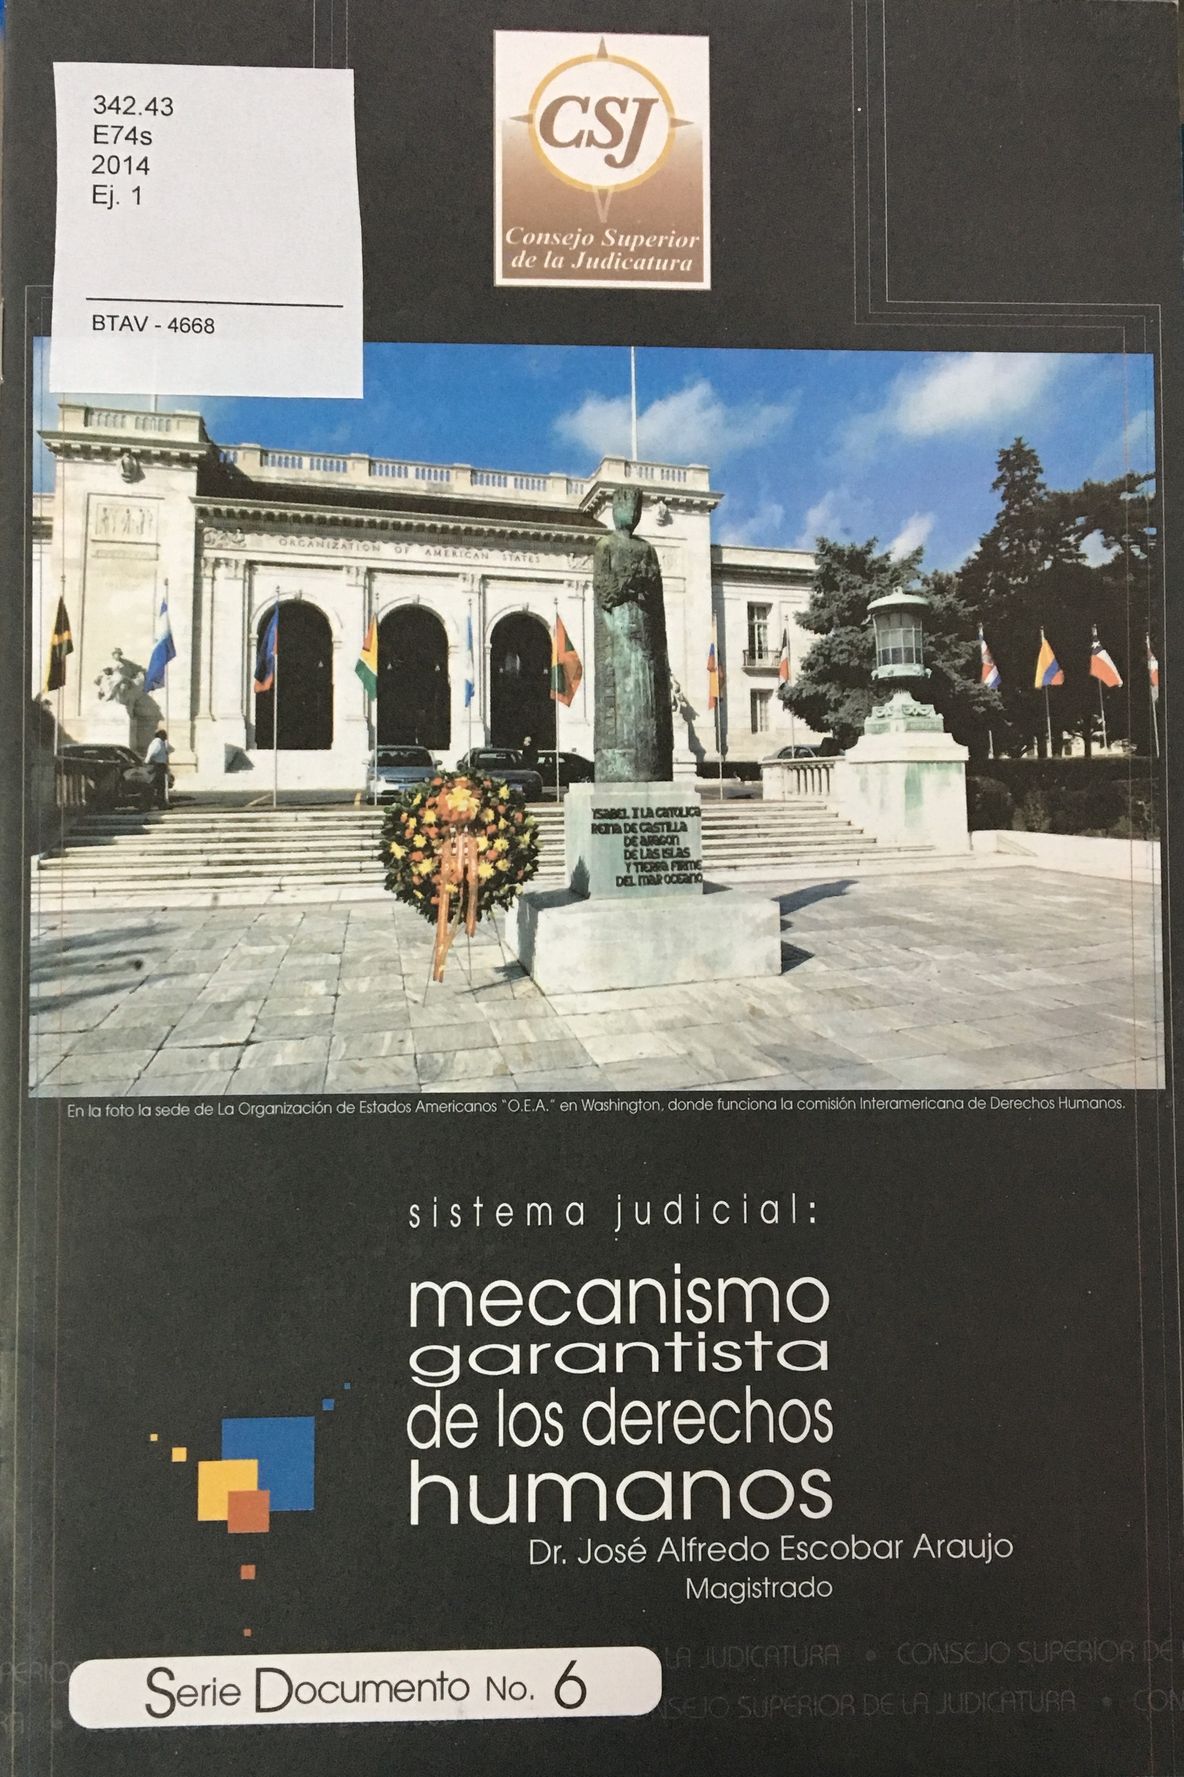 342.43
E74s
2014
Ej. 1
BTAV - 4668
CSJ
Consejo Superior
de la Judicatura
ORGANIZATION OF AMERICAN STATES
YSABEL I LA CATOLICA
REINA DE CASTILLA
DE ARAGON
DE LAS ISLAS
Y TIERRA FIRME
DEL MAR OCEANO
En la foto la sede de La Organización de Estados Americanos "O.E.A." en Washington, donde funciona la comisión Interamericana de Derechos Humanos.
sistema judicial:
mecanismo
garantista
de los derechos
humanos
Dr. José Alfredo Escobar Araujo
Magistrado
LA JUDICATURA • CONSEJO SUPERIOR DE
Serie Documento No. 6
NSEJO SUPERIOR DE LA JUDICATURA • CON